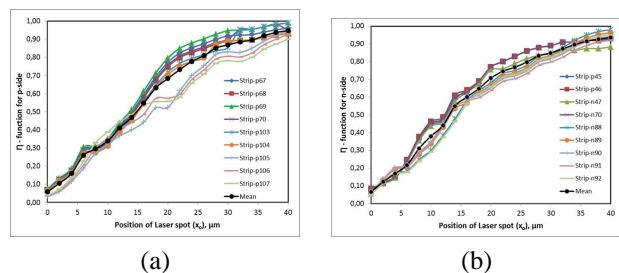 η - function for p-side
1,00
0,90
0,80
0,70
0,60
0,50
0,40
0,30
0,20
0,10
0,00
0 5 10 15 20 25 30 35 40
Position of Laser spot (x₀), µm
Strip-p67
Strip-p68
Strip-p69
Strip-p70
Strip-p103
Strip-p104
Strip-p105
Strip-p106
Strip-p107
Mean
(a)
η - function for n-side
1,00
0,90
0,80
0,70
0,60
0,50
0,40
0,30
0,20
0,10
0,00
0 5 10 15 20 25 30 35 40
Position of Laser spot (x₀), µm
Strip-p45
Strip-p46
Strip-n47
Strip-n70
Strip-n88
Strip-n89
Strip-n90
Strip-n91
Strip-n92
Mean
(b)